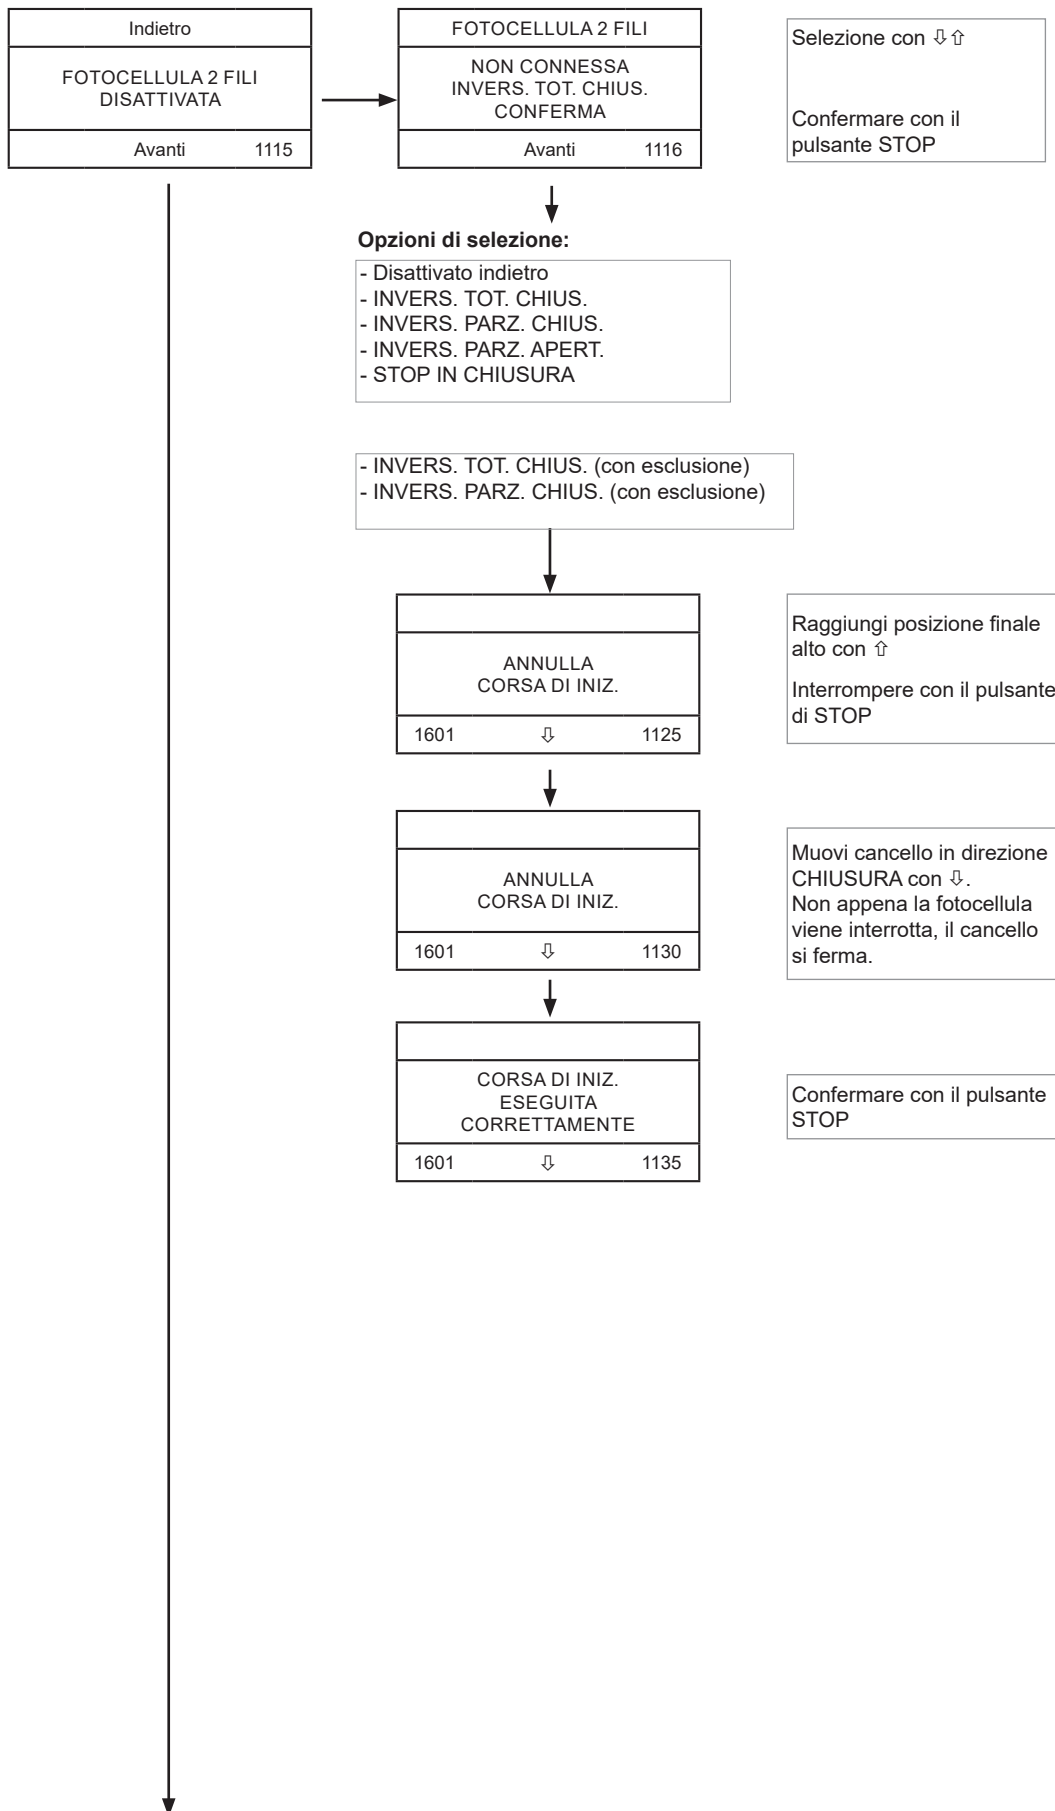 Indietro
FOTOCELLULA 2 FILI
DISATTIVATA
Avanti 1115
FOTOCELLULA 2 FILI
NON CONNESSA
INVERS. TOT. CHIUS.
CONFERMA
Avanti 1116
Selezione con ⇩⇧
Confermare con il
pulsante STOP
Opzioni di selezione:
- Disattivato indietro
- INVERS. TOT. CHIUS.
- INVERS. PARZ. CHIUS.
- INVERS. PARZ. APERT.
- STOP IN CHIUSURA
- INVERS. TOT. CHIUS. (con esclusione)
- INVERS. PARZ. CHIUS. (con esclusione)
ANNULLA
CORSA DI INIZ.
1601 ⇩ 1125
Raggiungi posizione finale
alto con ⇧
Interrompere con il pulsante
di STOP
ANNULLA
CORSA DI INIZ.
1601 ⇩ 1130
Muovi cancello in direzione
CHIUSURA con ⇩.
Non appena la fotocellula
viene interrotta, il cancello
si ferma.
CORSA DI INIZ.
ESEGUITA
CORRETTAMENTE
1601 ⇩ 1135
Confermare con il pulsante
STOP